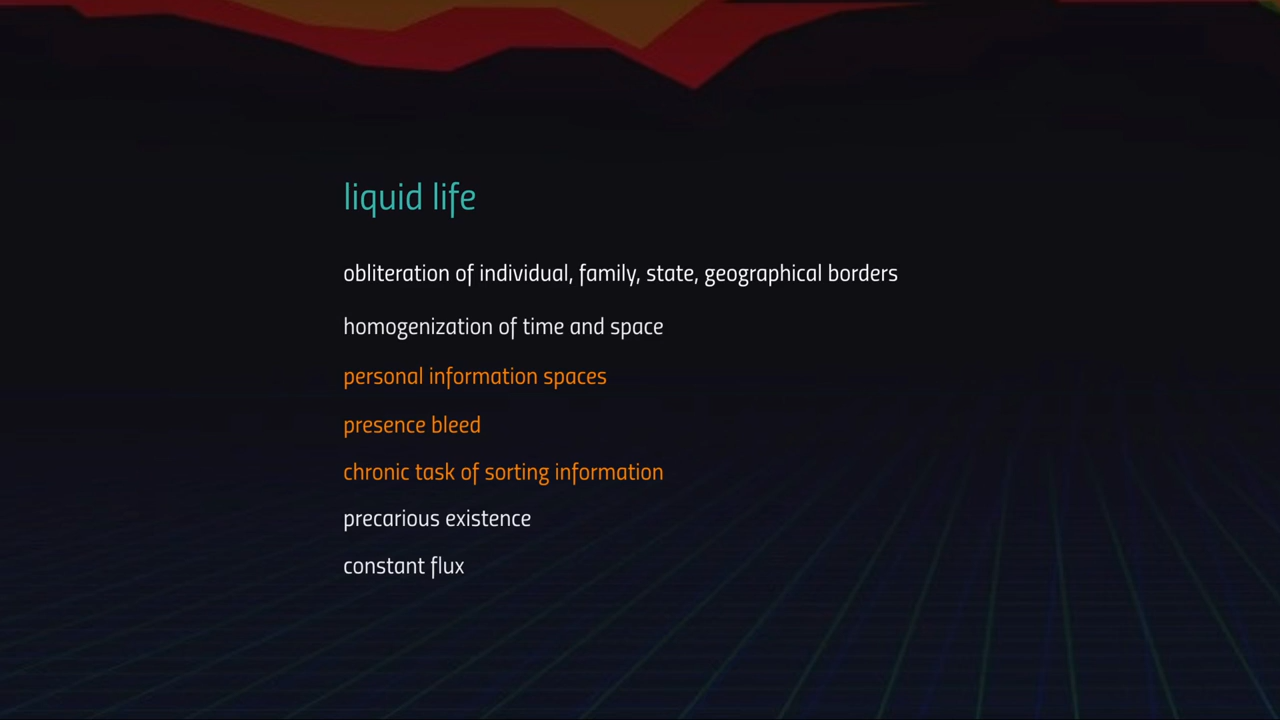 liquid life
obliteration of individual, family, state, geographical borders
homogenization of time and space
personal information spaces
presence bleed
chronic task of sorting information
precarious existence
constant flux